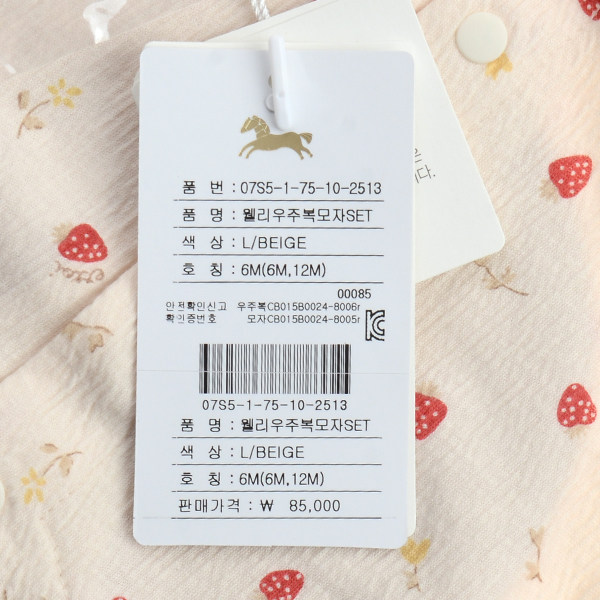 품 번 : 07S5-1-75-10-2513
품 명 : 웰리우주복모자SET
색 상 : L/BEIGE
호 칭 : 6M(6M,12M)
00085
안전확인신고 우주복CB015B0024-8006r
확인증번호 모자CB015B0024-8005r
07S5-1-75-10-2513
품 명 : 웰리우주복모자SET
색 상 : L/BEIGE
호 칭 : 6M(6M,12M)
판매가격 : ₩ 85,000
은
다.
ettoi